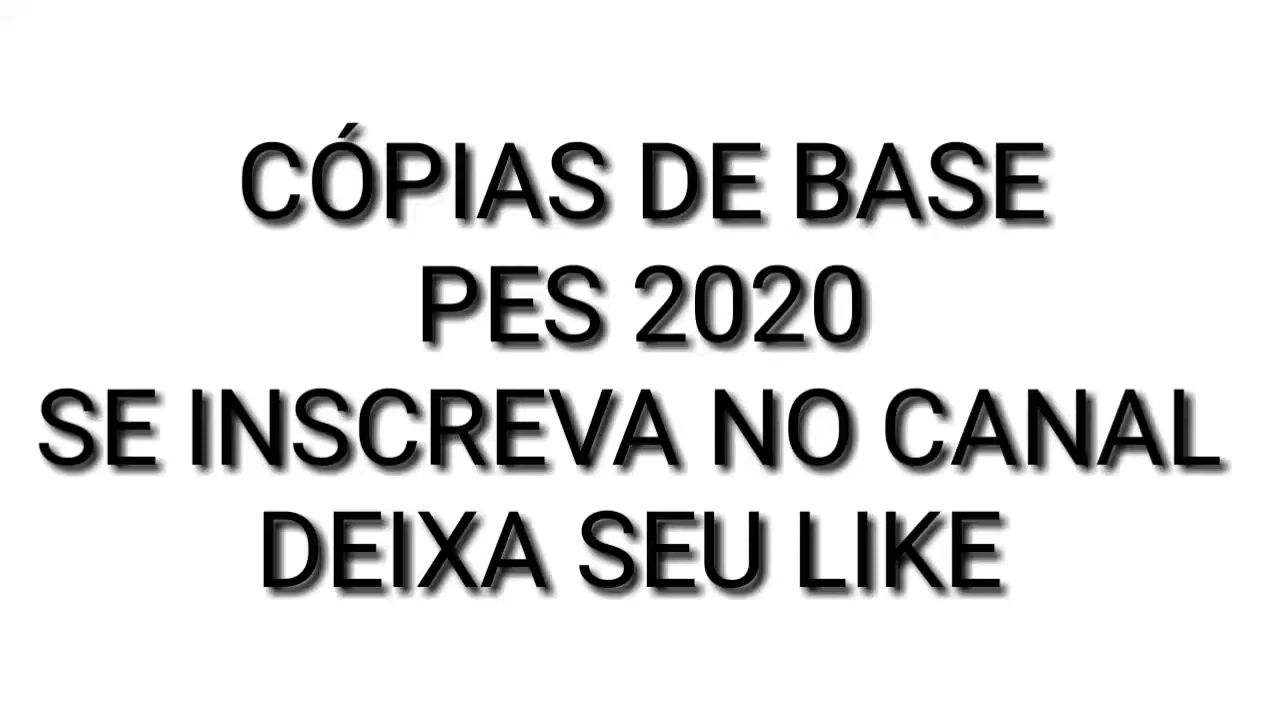 CÓPIAS DE BASE
PES 2020
SE INSCREVA NO CANAL
DEIXA SEU LIKE